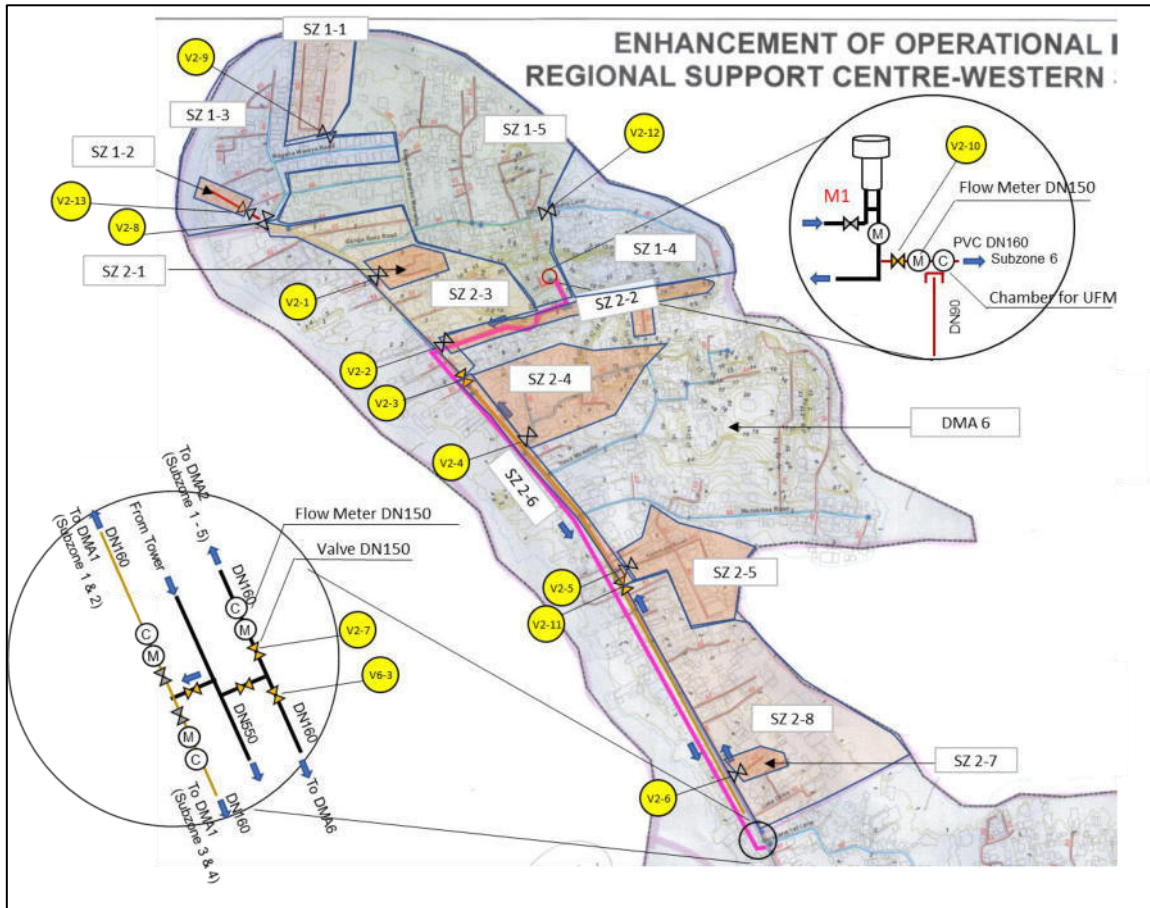 ENHANCEMENT OF OPERATIONAL
REGIONAL SUPPORT CENTRE-WESTERN
SZ 1-1
V2-9
SZ 1-3
SZ 1-5
V2-12
SZ 1-2
V2-13
V2-8
SZ 2-1
V2-1
SZ 2-3
SZ 1-4
SZ 2-2
V2-2
V2-3
SZ 2-4
V2-4
SZ 2-6
DMA 6
V2-5
V2-11
SZ 2-5
SZ 2-8
SZ 2-7
V2-6
M1
V2-10
Flow Meter DN150
M
M
C
PVC DN160
Subzone 6
Chamber for UFM
DN90
To DMA2
(Subzone 1 - 5)
From Tower
To DMA1
(Subzone 1 & 2)
DN160
DN160
Flow Meter DN150
Valve DN150
C
M
C
M
V2-7
V6-3
DN550
DN160
M
C
To DMA6
DN160
To DMA1
(Subzone 3 & 4)